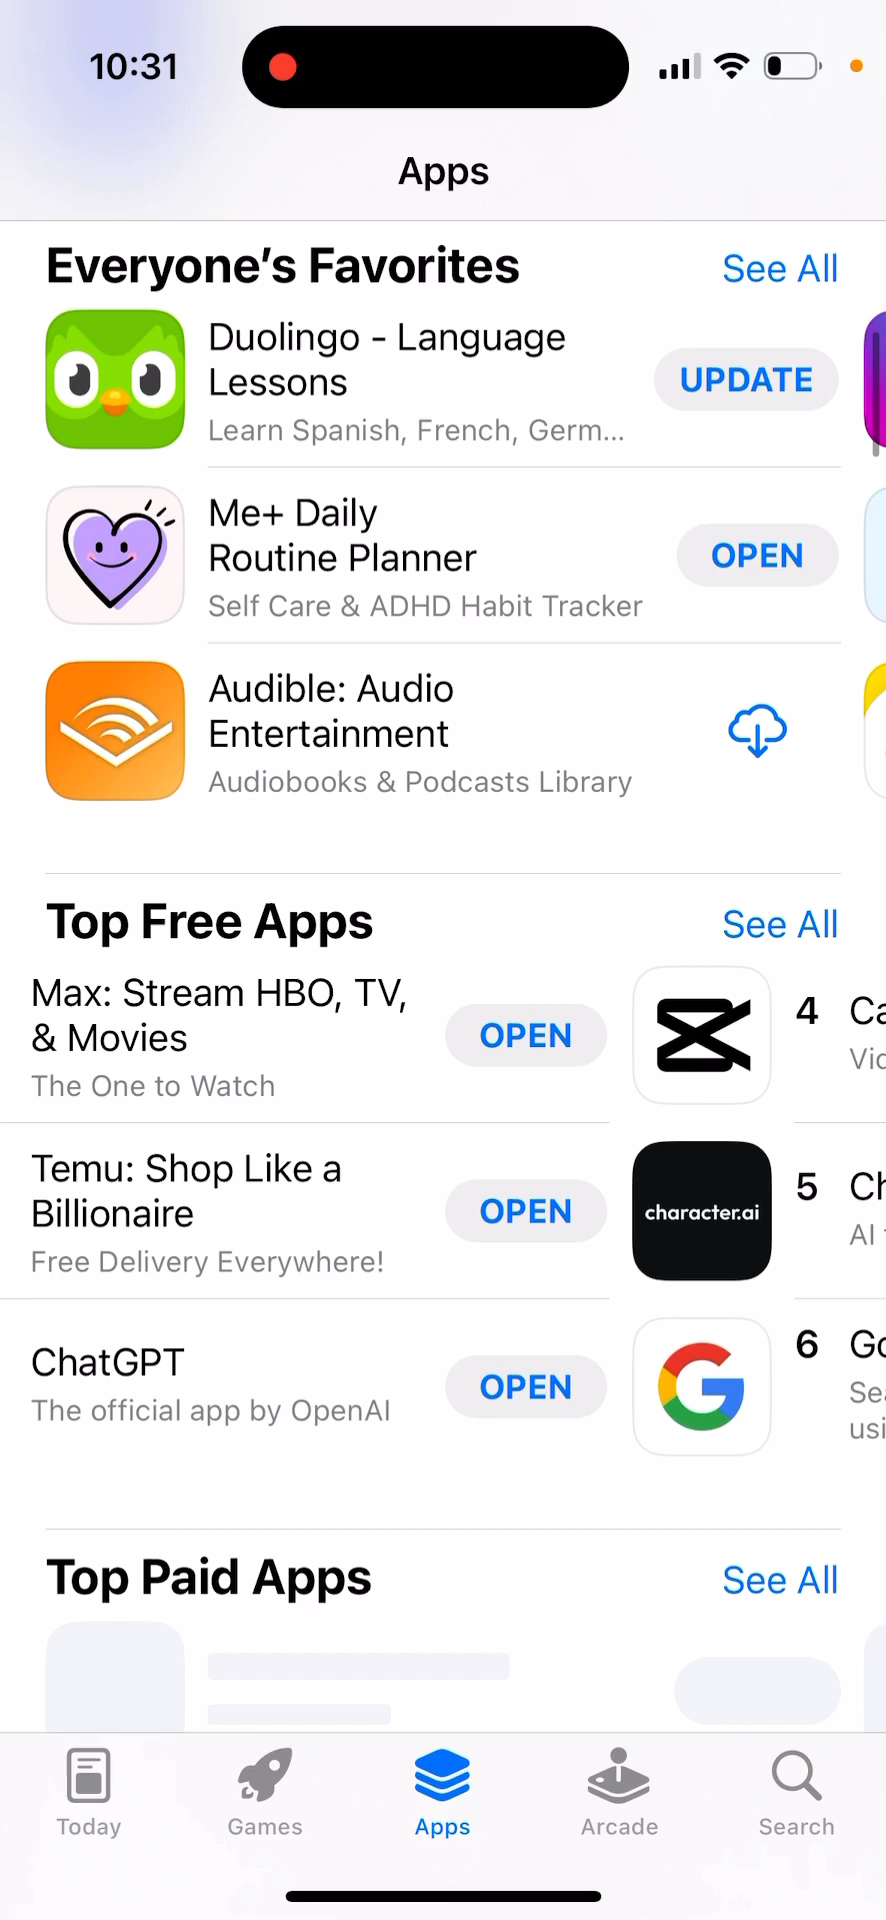 10:31
Apps
Everyone's Favorites
See All
Duolingo - Language
Lessons
Learn Spanish, French, Germ...
UPDATE
Me+ Daily
Routine Planner
Self Care & ADHD Habit Tracker
OPEN
Audible: Audio
Entertainment
Audiobooks & Podcasts Library
Top Free Apps
See All
Max: Stream HBO, TV,
& Movies
The One to Watch
OPEN
4
Temu: Shop Like a
Billionaire
Free Delivery Everywhere!
OPEN
character.ai
5
AI
ChatGPT
The official app by OpenAI
OPEN
G
6
Top Paid Apps
See All
Today
Games
Apps
Arcade
Search